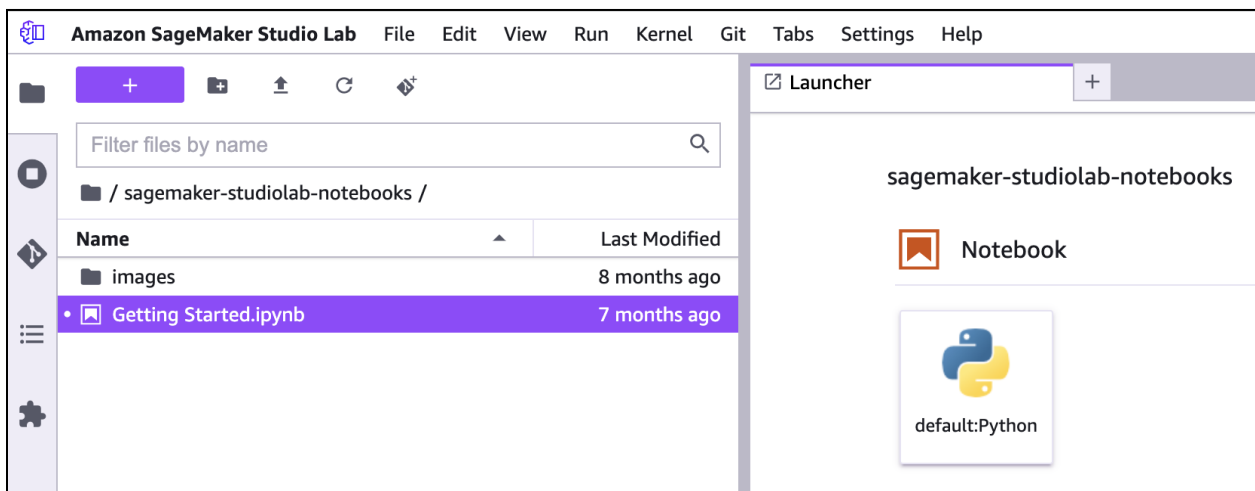 Amazon SageMaker Studio Lab File Edit View Run Kernel Git Tabs Settings Help
+
Filter files by name
/ sagemaker-studiolab-notebooks /
Name Last Modified
images 8 months ago
Getting Started.ipynb 7 months ago
Launcher +
sagemaker-studiolab-notebooks
Notebook
default:Python